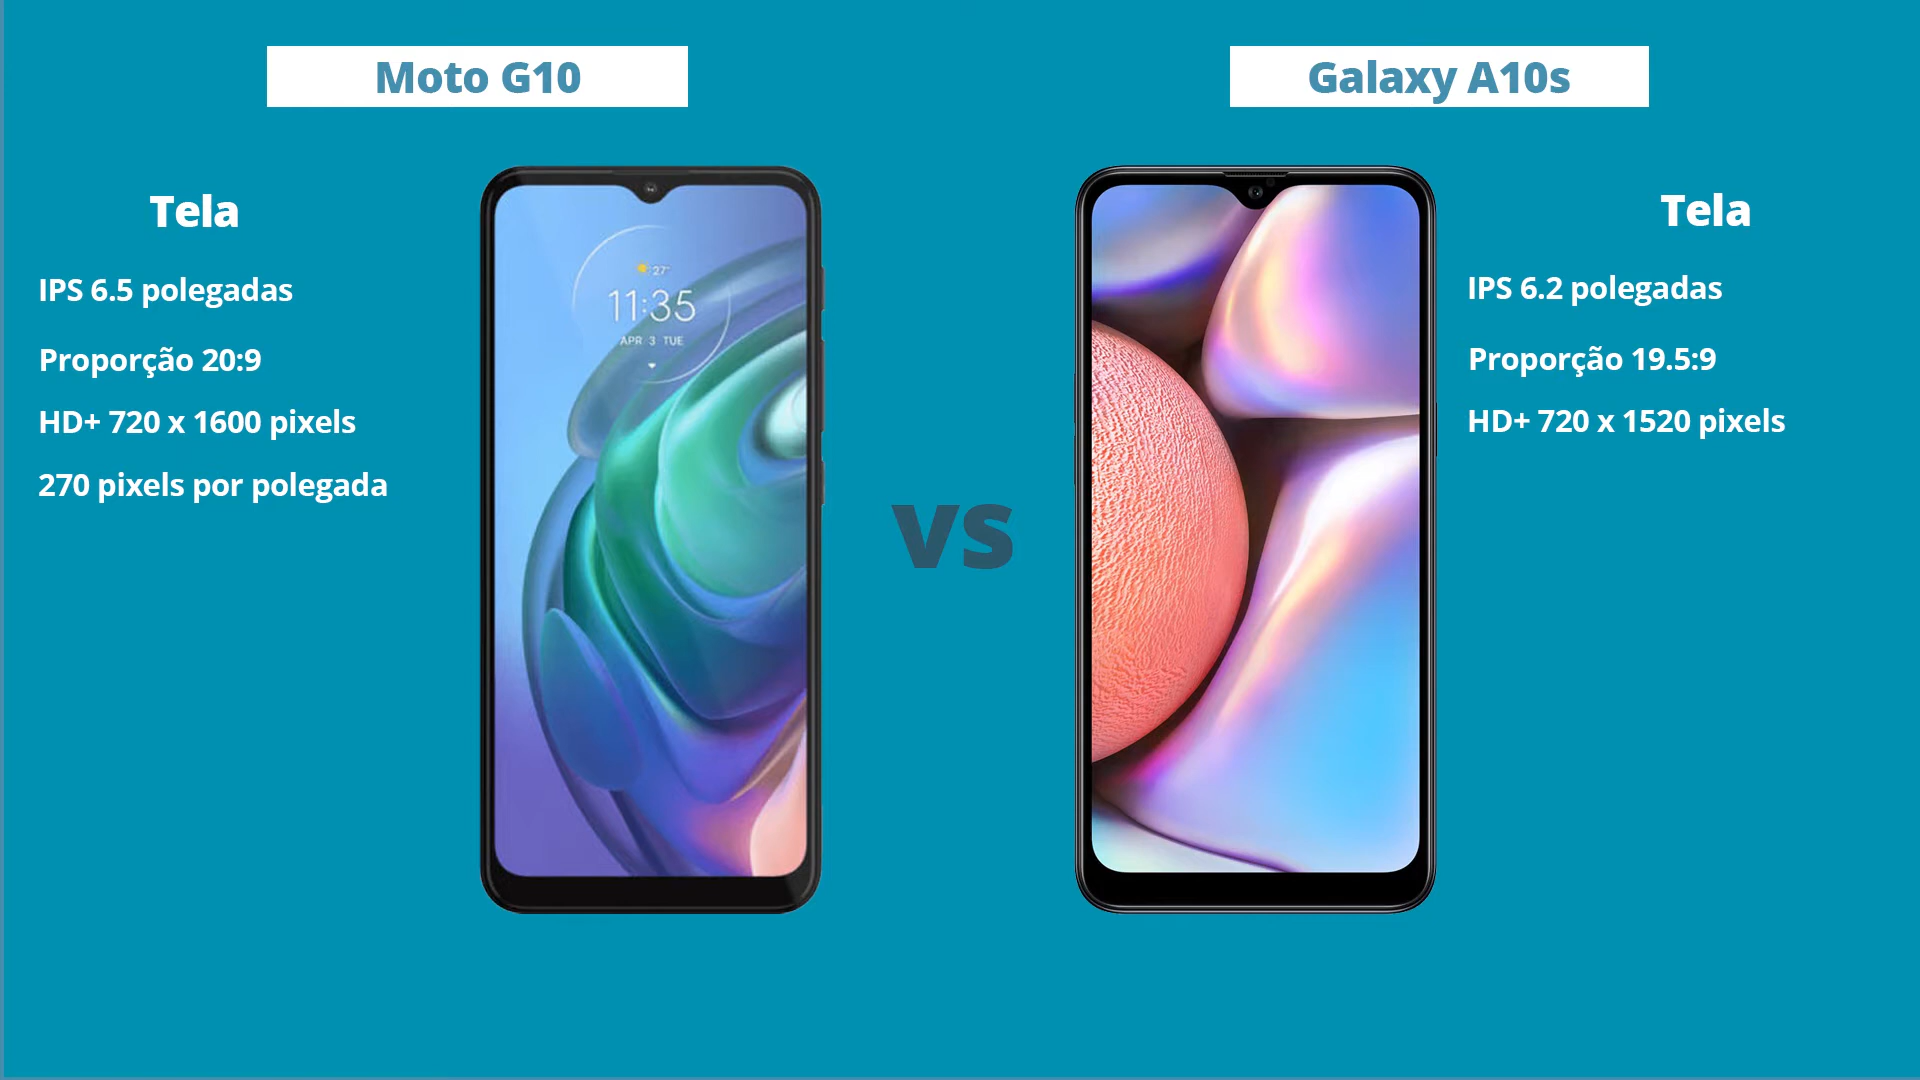 Moto G10
Galaxy A10s
Tela
IPS 6.5 polegadas
Proporção 20:9
HD+ 720 x 1600 pixels
270 pixels por polegada
27°
11:35
APR 3 TUE
VS
Tela
IPS 6.2 polegadas
Proporção 19.5:9
HD+ 720 x 1520 pixels